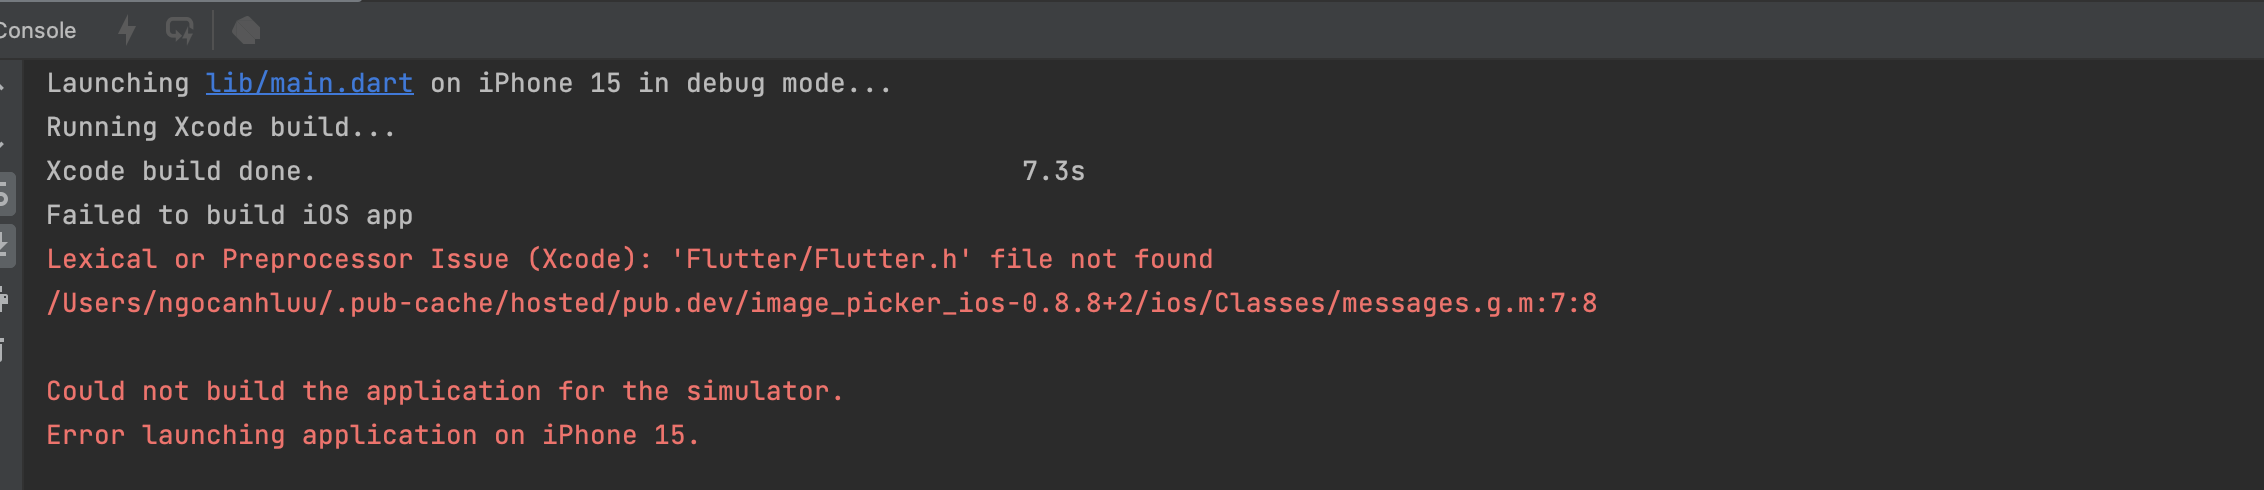 Console
Launching lib/main.dart on iPhone 15 in debug mode...
Running Xcode build...
Xcode build done. 7.3s
Failed to build iOS app
Lexical or Preprocessor Issue (Xcode): 'Flutter/Flutter.h' file not found
/Users/ngocanhluu/.pub-cache/hosted/pub.dev/image_picker_ios-0.8.8+2/ios/Classes/messages.g.m:7:8
Could not build the application for the simulator.
Error launching application on iPhone 15.